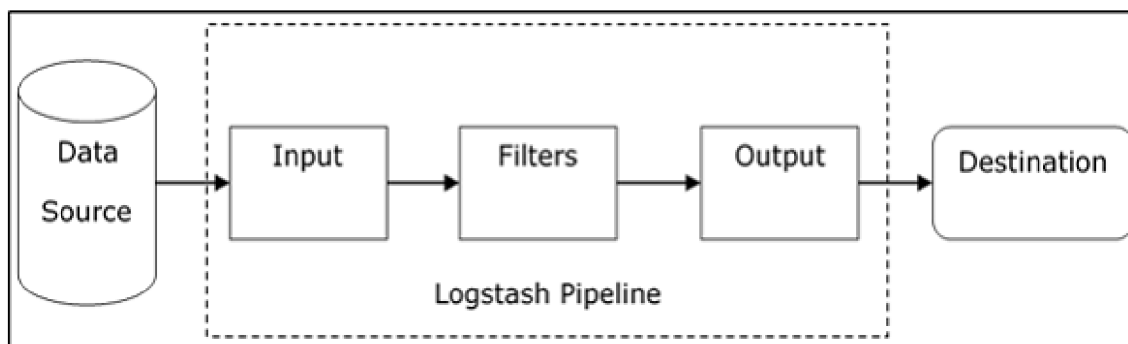 Data
Source
Input
Filters
Output
Destination
Logstash Pipeline